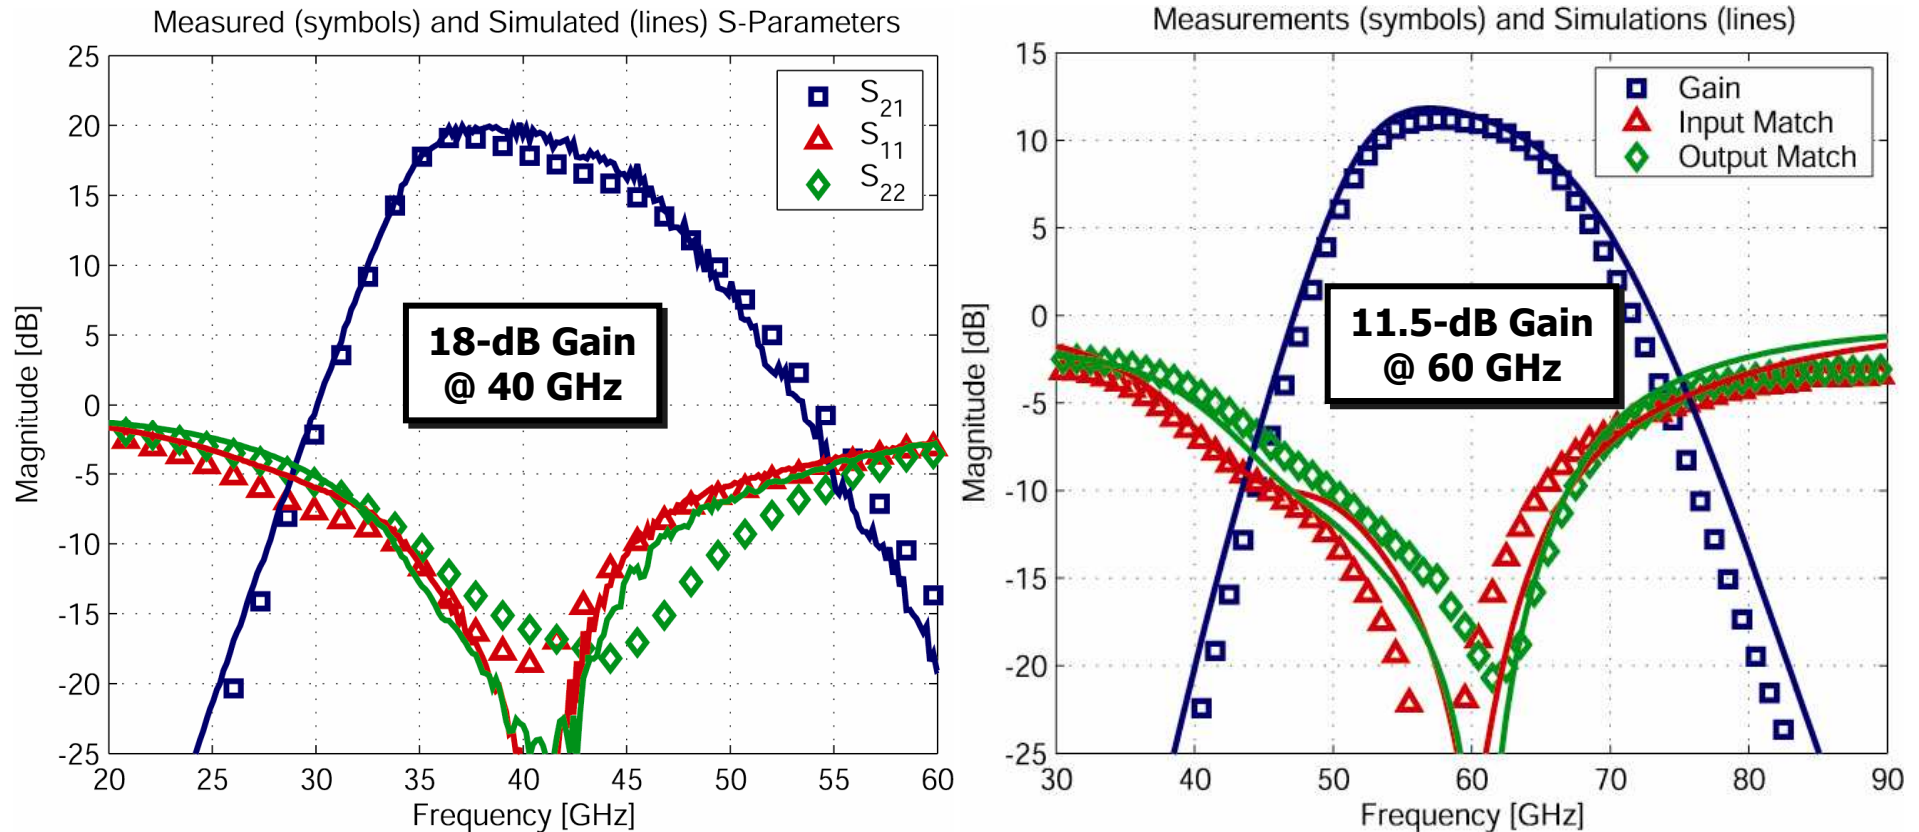 Measured (symbols) and Simulated (lines) S-Parameters
25
20
15
10
5
0
-5
-10
-15
-20
-25
Magnitude [dB]
S21
S11
S22
18-dB Gain
@ 40 GHz
20 25 30 35 40 45 50 55 60
Frequency [GHz]
Measurements (symbols) and Simulations (lines)
15
10
5
0
-5
-10
-15
-20
-25
Magnitude [dB]
Gain
Input Match
Output Match
11.5-dB Gain
@ 60 GHz
30 40 50 60 70 80 90
Frequency [GHz]